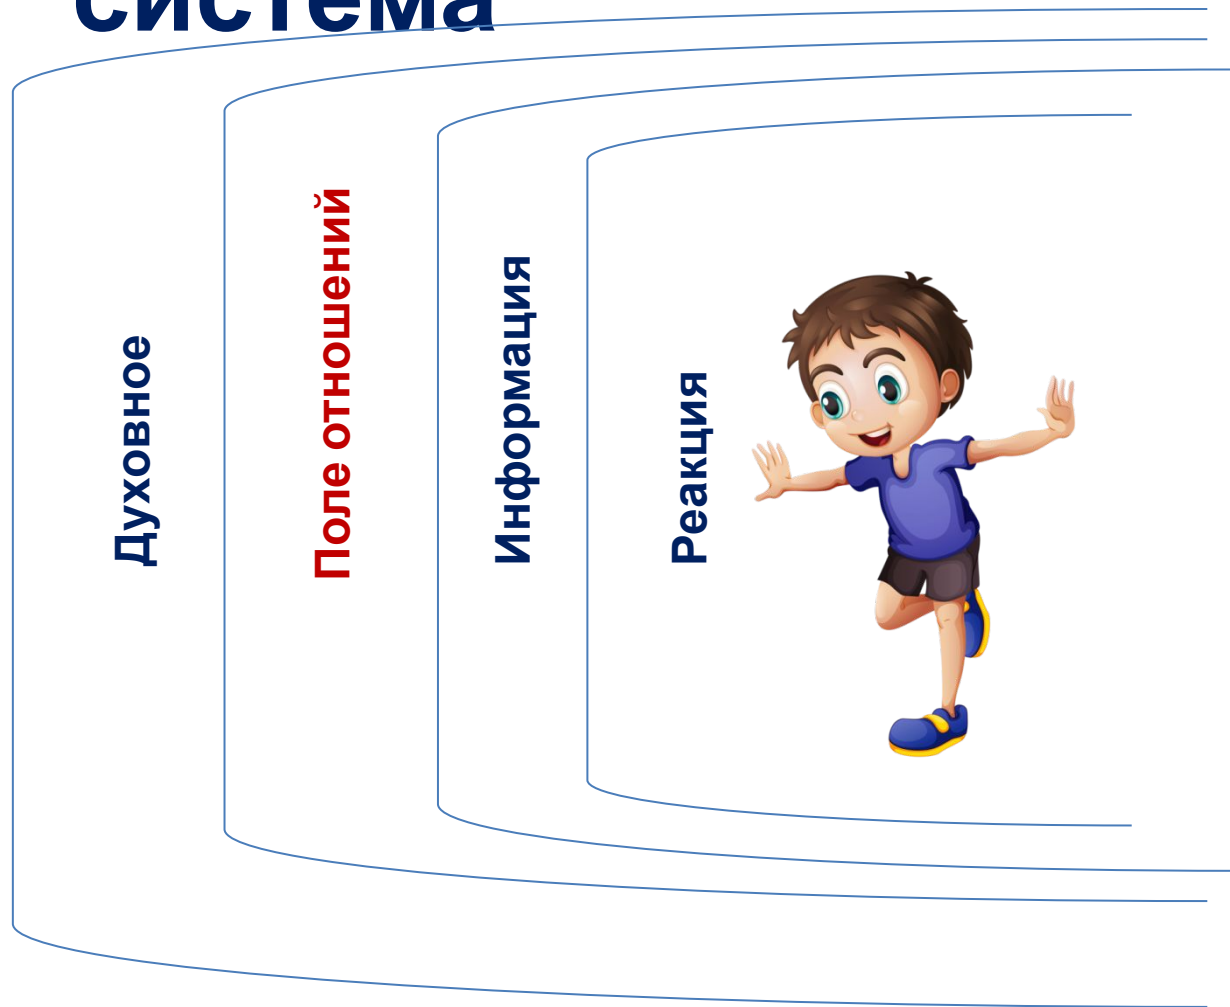 система
Духовное
Поле отношений
Информация
Реакция